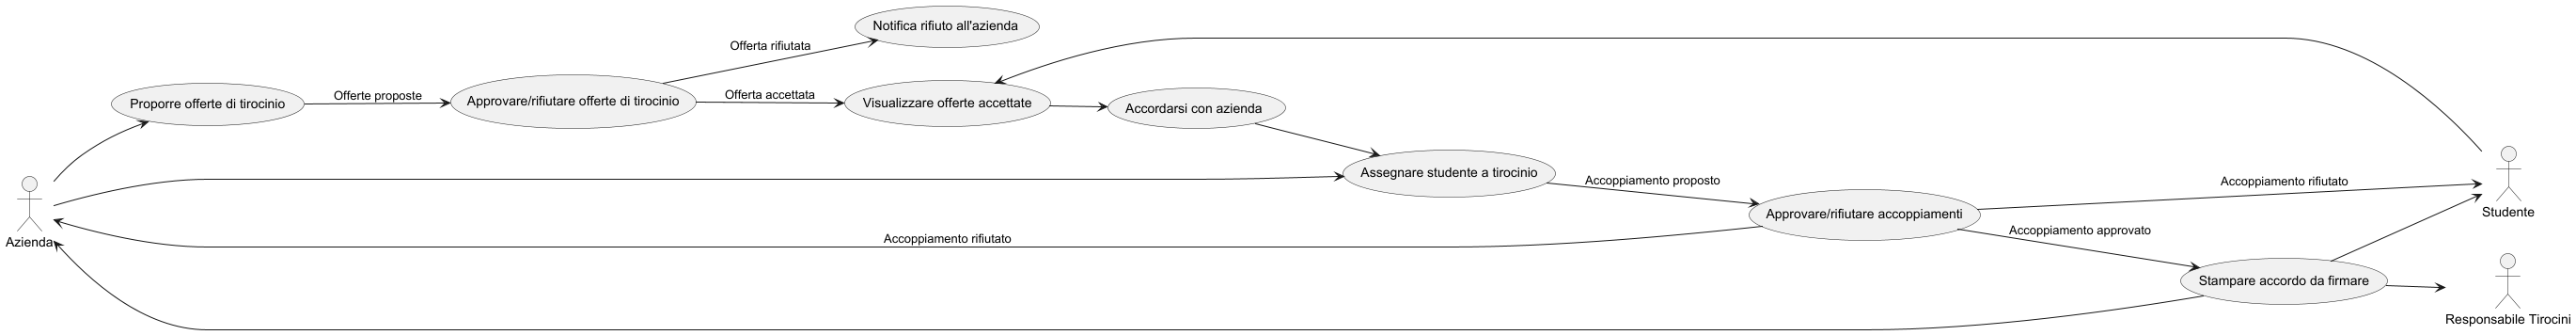 Notifica rifiuto all'azienda
Offerta rifiutata
Proporre offerte di tirocinio
Offerte proposte
Approvare/rifiutare offerte di tirocinio
Offerta accettata
Visualizzare offerte accettate
Accordarsi con azienda
Assegnare studente a tirocinio
Accoppiamento proposto
Accoppiamento rifiutato
Approvare/rifiutare accoppiamenti
Studente
Azienda
Accoppiamento rifiutato
Accoppiamento approvato
Stampare accordo da firmare
Responsabile Tirocini